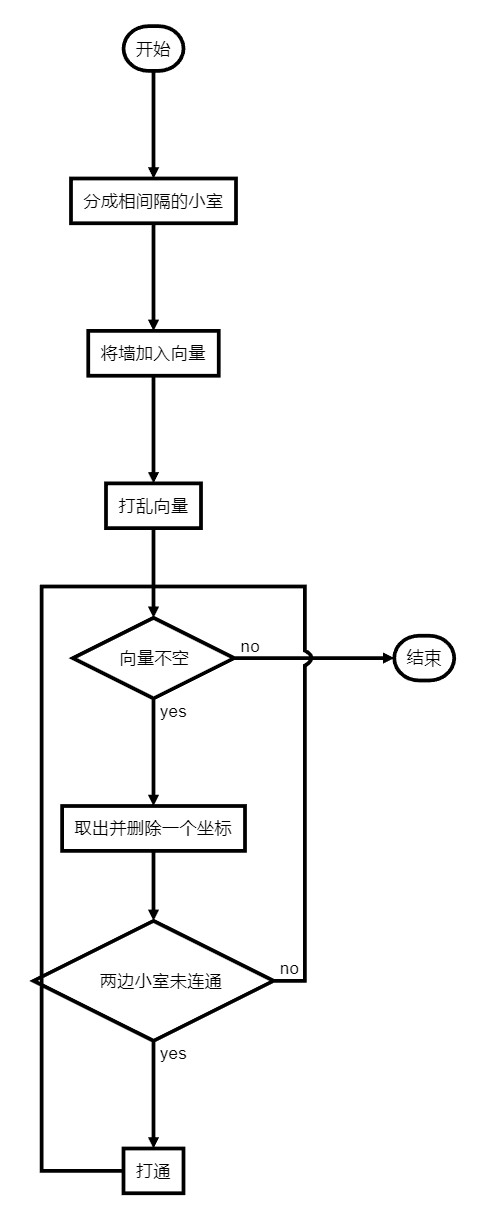 开始
分成相间隔的小室
将墙加入向量
打乱向量
向量不空
no
结束
yes
取出并删除一个坐标
两边小室未连通
no
yes
打通